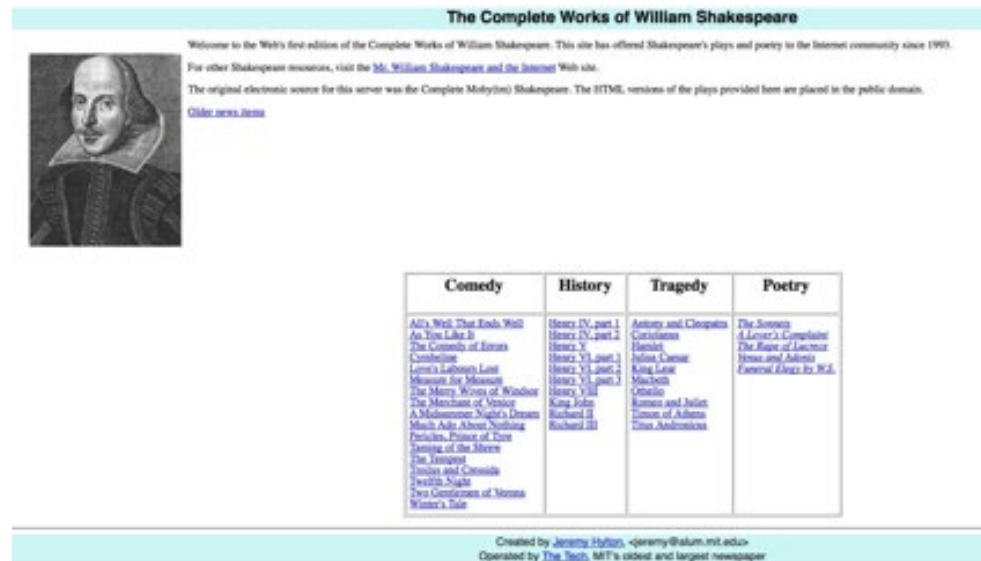 The Complete Works of William Shakespeare
Welcome to the Web's first edition of the Complete Works of William Shakespeare. This site has offered Shakespeare's plays and poetry to the Internet community since 1993.
For other Shakespeare resources, visit the Mr. William Shakespeare and the Internet Web site.
The original electronic source for this server was the Complete Moby(tm) Shakespeare. The HTML versions of the plays provided here are placed in the public domain.
Older news items
Comedy
All's Well That Ends Well
As You Like It
The Comedy of Errors
Cymbeline
Love's Labours Lost
Measure for Measure
The Merry Wives of Windsor
The Merchant of Venice
A Midsummer Night's Dream
Much Ado About Nothing
Pericles, Prince of Tyre
Taming of the Shrew
The Tempest
Troilus and Cressida
Twelfth Night
Two Gentlemen of Verona
Winter's Tale
History
Henry IV, part 1
Henry IV, part 2
Henry V
Henry VI, part 1
Henry VI, part 2
Henry VI, part 3
Henry VIII
King John
Richard II
Richard III
Tragedy
Antony and Cleopatra
Coriolanus
Hamlet
Julius Caesar
King Lear
Macbeth
Othello
Romeo and Juliet
Timon of Athens
Titus Andronicus
Poetry
The Sonnets
A Lover's Complaint
The Rape of Lucrece
Venus and Adonis
Funeral Elegy by W.S.
Created by Jeremy Hylton, <jeremy@alum.mit.edu>
Operated by The Tech, MIT's oldest and largest newspaper